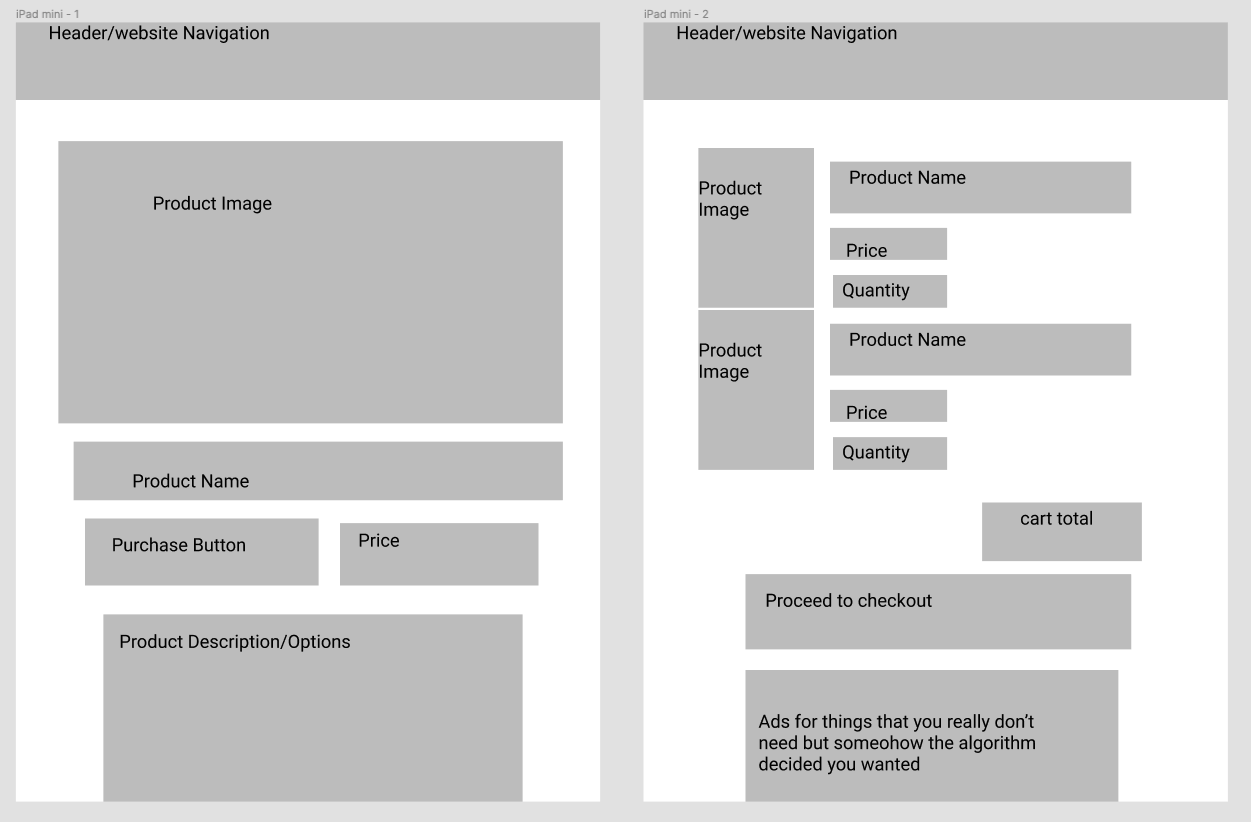 iPad mini - 1
Header/website Navigation
Product Image
Product Name
Purchase Button
Price
Product Description/Options
iPad mini - 2
Header/website Navigation
Product
Image
Product Name
Price
Quantity
Product
Image
Product Name
Price
Quantity
cart total
Proceed to checkout
Ads for things that you really don’t
need but someohow the algorithm
decided you wanted